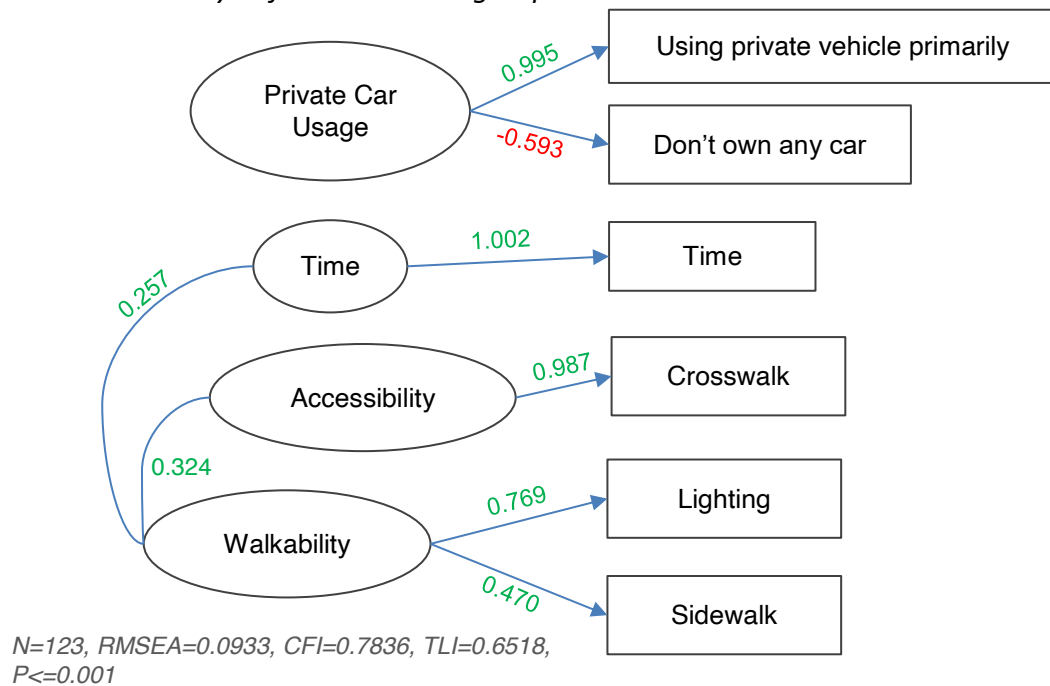 Using private vehicle primarily
0.995
Private Car
Usage
-0.593
Don't own any car
1.002
Time
Time
0.257
0.987
Crosswalk
Accessibility
0.324
Lighting
0.769
Walkability
0.470
Sidewalk
N=123, RMSEA=0.0933, CFI=0.7836, TLI=0.6518,
P<=0.001